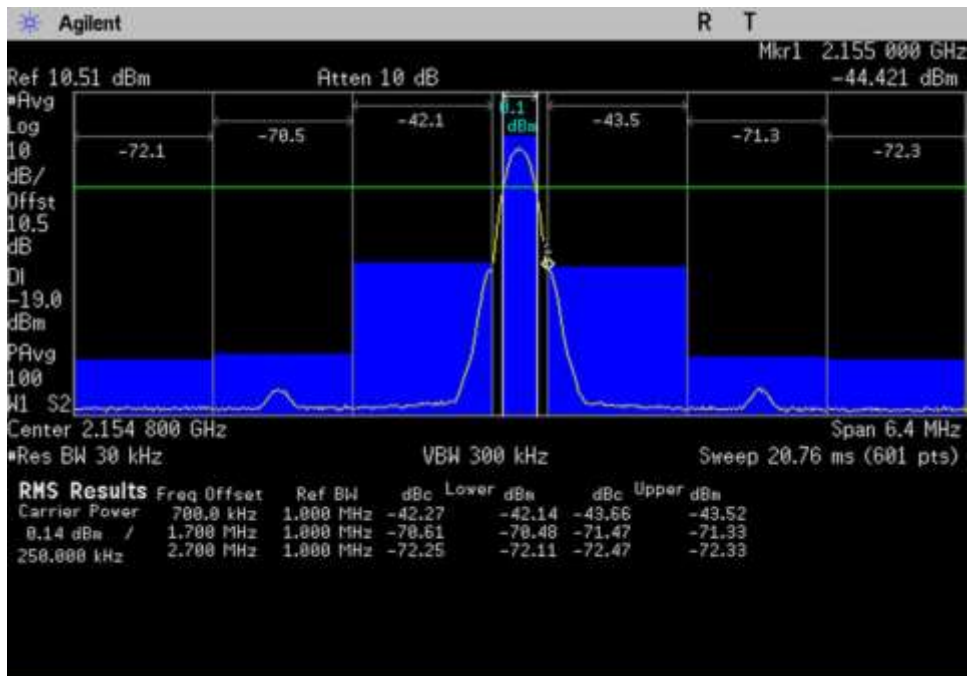 Agilent R T
Mkr1 2.155 000 GHz
Ref 10.51 dBm Atten 10 dB -44.421 dBm
#Avg
Log
10
dB/
Offst
10.5
dB
DI
-19.0
dBm
PAvg
100
W1 S2
-72.1 -70.5 -42.1 0.1 dBm -43.5 -71.3 -72.3
Center 2.154 800 GHz Span 6.4 MHz
#Res BW 30 kHz VBW 300 kHz Sweep 20.76 ms (601 pts)
RMS Results Freq Offset Ref BW dBc Lower dBm dBc Upper dBm
Carrier Power 700.0 kHz 1.000 MHz -42.27 -42.14 -43.66 -43.52
0.14 dBm / 1.700 MHz 1.000 MHz -70.61 -70.48 -71.47 -71.33
250.000 kHz 2.700 MHz 1.000 MHz -72.25 -72.11 -72.47 -72.33